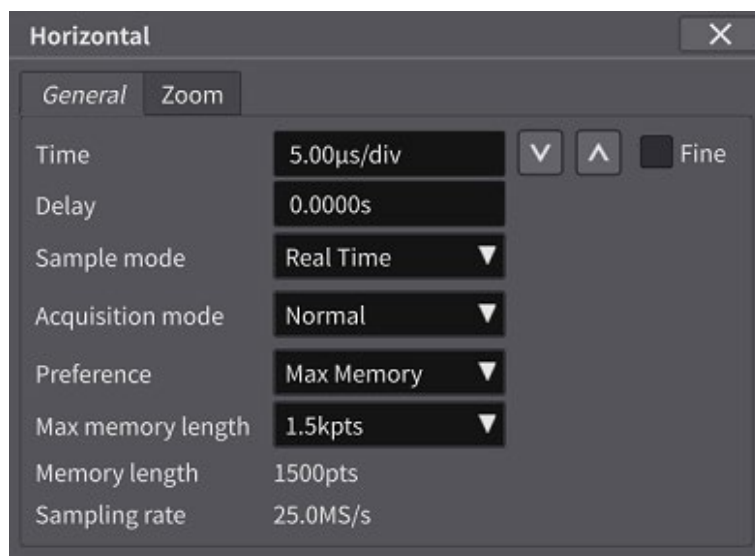 Horizontal
General Zoom
Time 5.00μs/div Fine
Delay 0.0000s
Sample mode Real Time
Acquisition mode Normal
Preference Max Memory
Max memory length 1.5kpts
Memory length 1500pts
Sampling rate 25.0MS/s